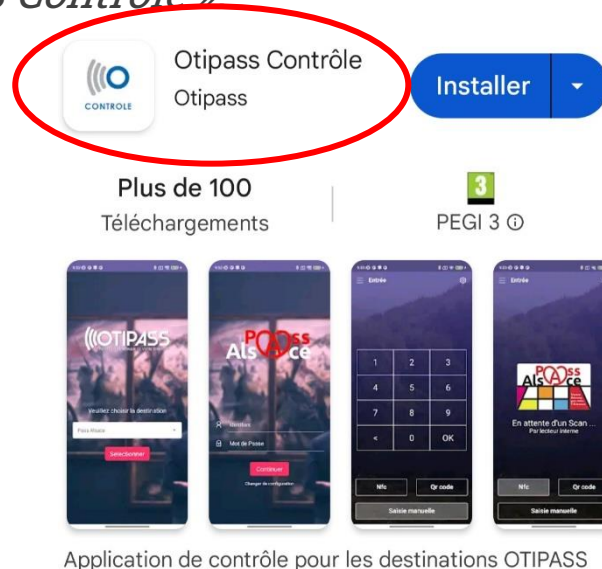 Contrôle »
Otipass Contrôle
Otipass
CONTROLE
Installer
Plus de 100
Téléchargements
3
PEGI 3
Entrée
Entrée
OTIPASS
PASS
Alsace
Veuillez choisir la destination
Pass Alsace
Sélectionner
Identifiant
Mot de Passe
Continuer
Changer de configuration
1 2 3
4 5 6
7 8 9
< 0 OK
Nfc Qr code
Saisie manuelle
PASS
Alsace
En attente d'un Scan ...
Par lecteur interne
Nfc Qr code
Saisie manuelle
Application de contrôle pour les destinations OTIPASS